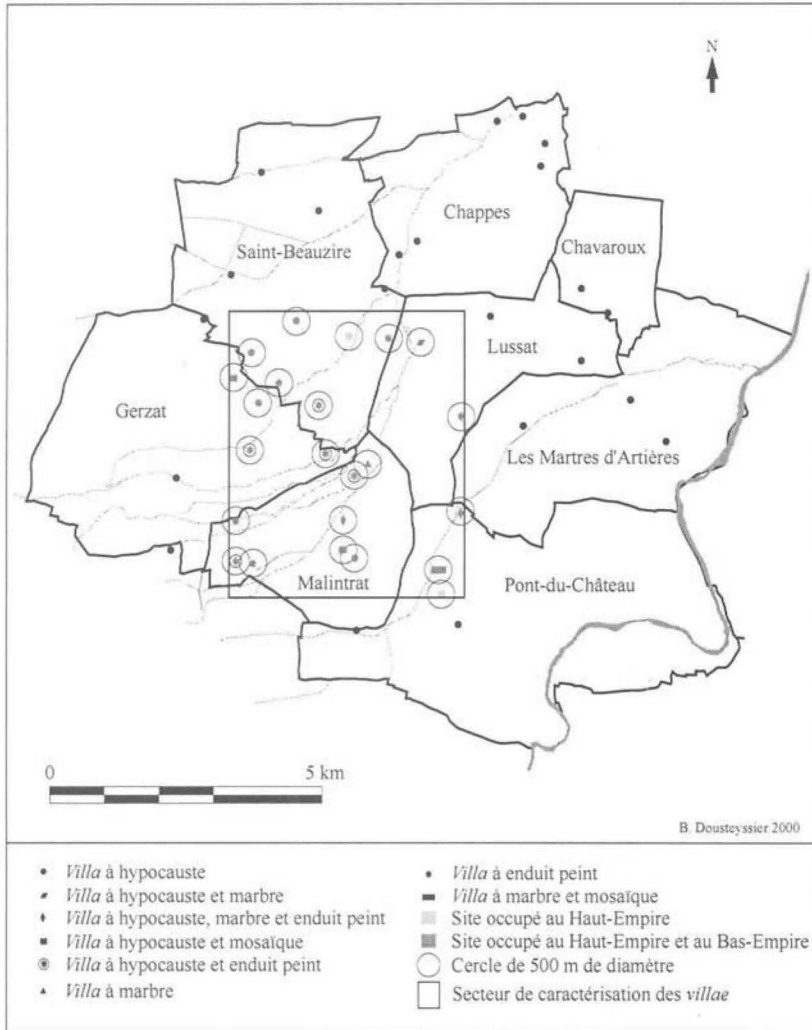 N
Chappes
Chavaroux
Saint-Beauzire
Lussat
Gerzat
Les Martres d'Artières
Malintrat
Pont-du-Château
0 5 km
B. Dousteyssier 2000
Villa à hypocauste
Villa à hypocauste et marbre
Villa à hypocauste, marbre et enduit peint
Villa à hypocauste et mosaïque
Villa à hypocauste et enduit peint
Villa à marbre
Villa à enduit peint
Villa à marbre et mosaïque
Site occupé au Haut-Empire
Site occupé au Haut-Empire et au Bas-Empire
Cercle de 500 m de diamètre
Secteur de caractérisation des villae